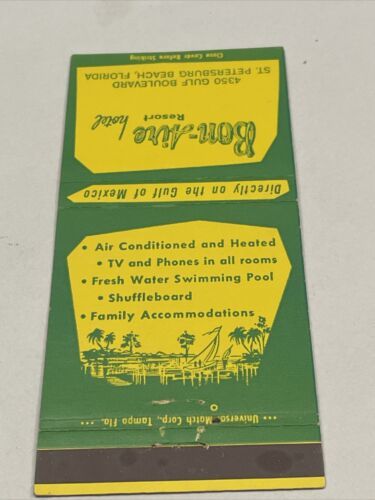 Close Cover Before Striking
4350 GULF BOULEVARD
ST. PETERSBURG BEACH, FLORIDA
Bon-Aire hotel
Resort
Directly on the Gulf of Mexico
• Air Conditioned and Heated
• TV and Phones in all rooms
• Fresh Water Swimming Pool
• Shuffleboard
• Family Accommodations
••• Universal Match Corp., Tampa Fla. •••